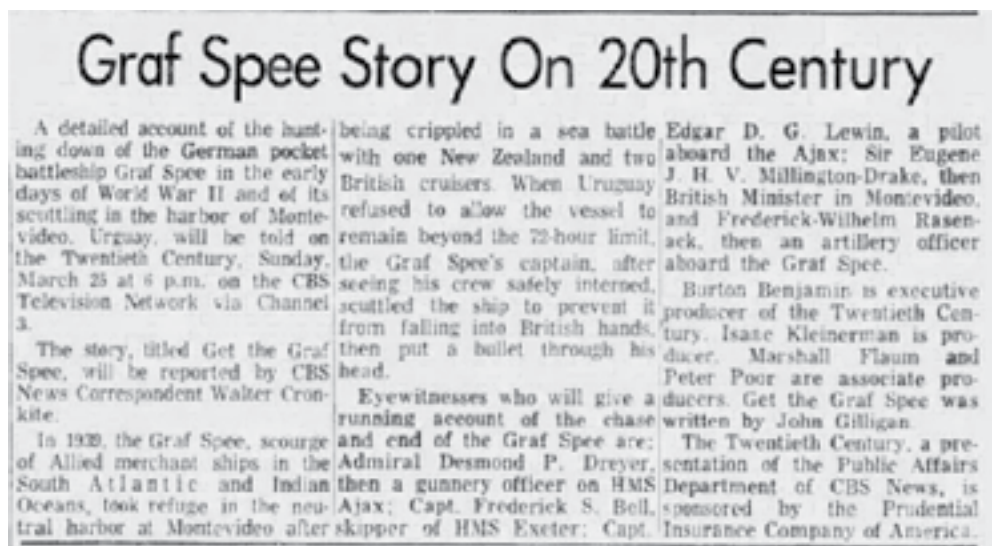 Graf Spee Story On 20th Century
A detailed account of the hunt-
ing down of the German pocket
battleship Graf Spee in the early
days of World War II and of its
scuttling in the harbor of Monte-
video, Urguay, will be told on
the Twentieth Century, Sunday,
March 25 at 6 p.m. on the CBS
Television Network via Channel
3.
The story, titled Get the Graf
Spee, will be reported by CBS
News Correspondent Walter Cron-
kite.
In 1939, the Graf Spee, scourge
of Allied merchant ships in the
South Atlantic and Indian
Oceans, took refuge in the neu-
tral harbor at Montevideo after
being crippled in a sea battle
with one New Zealand and two
British cruisers. When Uruguay
refused to allow the vessel to
remain beyond the 72-hour limit,
the Graf Spee's captain, after
seeing his crew safely interned,
scuttled the ship to prevent it
from falling into British hands,
then put a bullet through his
head.
Eyewitnesses who will give a
running account of the chase
and end of the Graf Spee are:
Admiral Desmond P. Dreyer,
then a gunnery officer on HMS
Ajax; Capt. Frederick S. Bell,
skipper of HMS Exeter; Capt.
Edgar D. G. Lewin, a pilot
aboard the Ajax; Sir Eugene
J. H. V. Millington-Drake, then
British Minister in Montevideo,
and Frederick-Wilhelm Rasen-
ack, then an artillery officer
aboard the Graf Spee.
Burton Benjamin is executive
producer of the Twentieth Cen-
tury. Isaac Kleinerman is pro-
ducer. Marshall Flaum and
Peter Poor are associate pro-
ducers. Get the Graf Spee was
written by John Gilligan.
The Twentieth Century, a pre-
sentation of the Public Affairs
Department of CBS News, is
sponsored by the Prudential
Insurance Company of America.